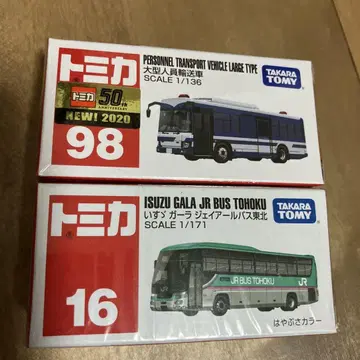 トミカ
PERSONNEL TRANSPORT VEHICLE LARGE TYPE
大型人員輸送車
SCALE 1/136
TAKARA TOMY
トミカ 50th ANNIVERSARY
NEW! 2020
98
トミカ
ISUZU GALA JR BUS TOHOKU
いすゞ ガーラ ジェイアールバス東北
SCALE 1/171
TAKARA TOMY
JR BUS TOHOKU
JR
16
はやぶさカラー